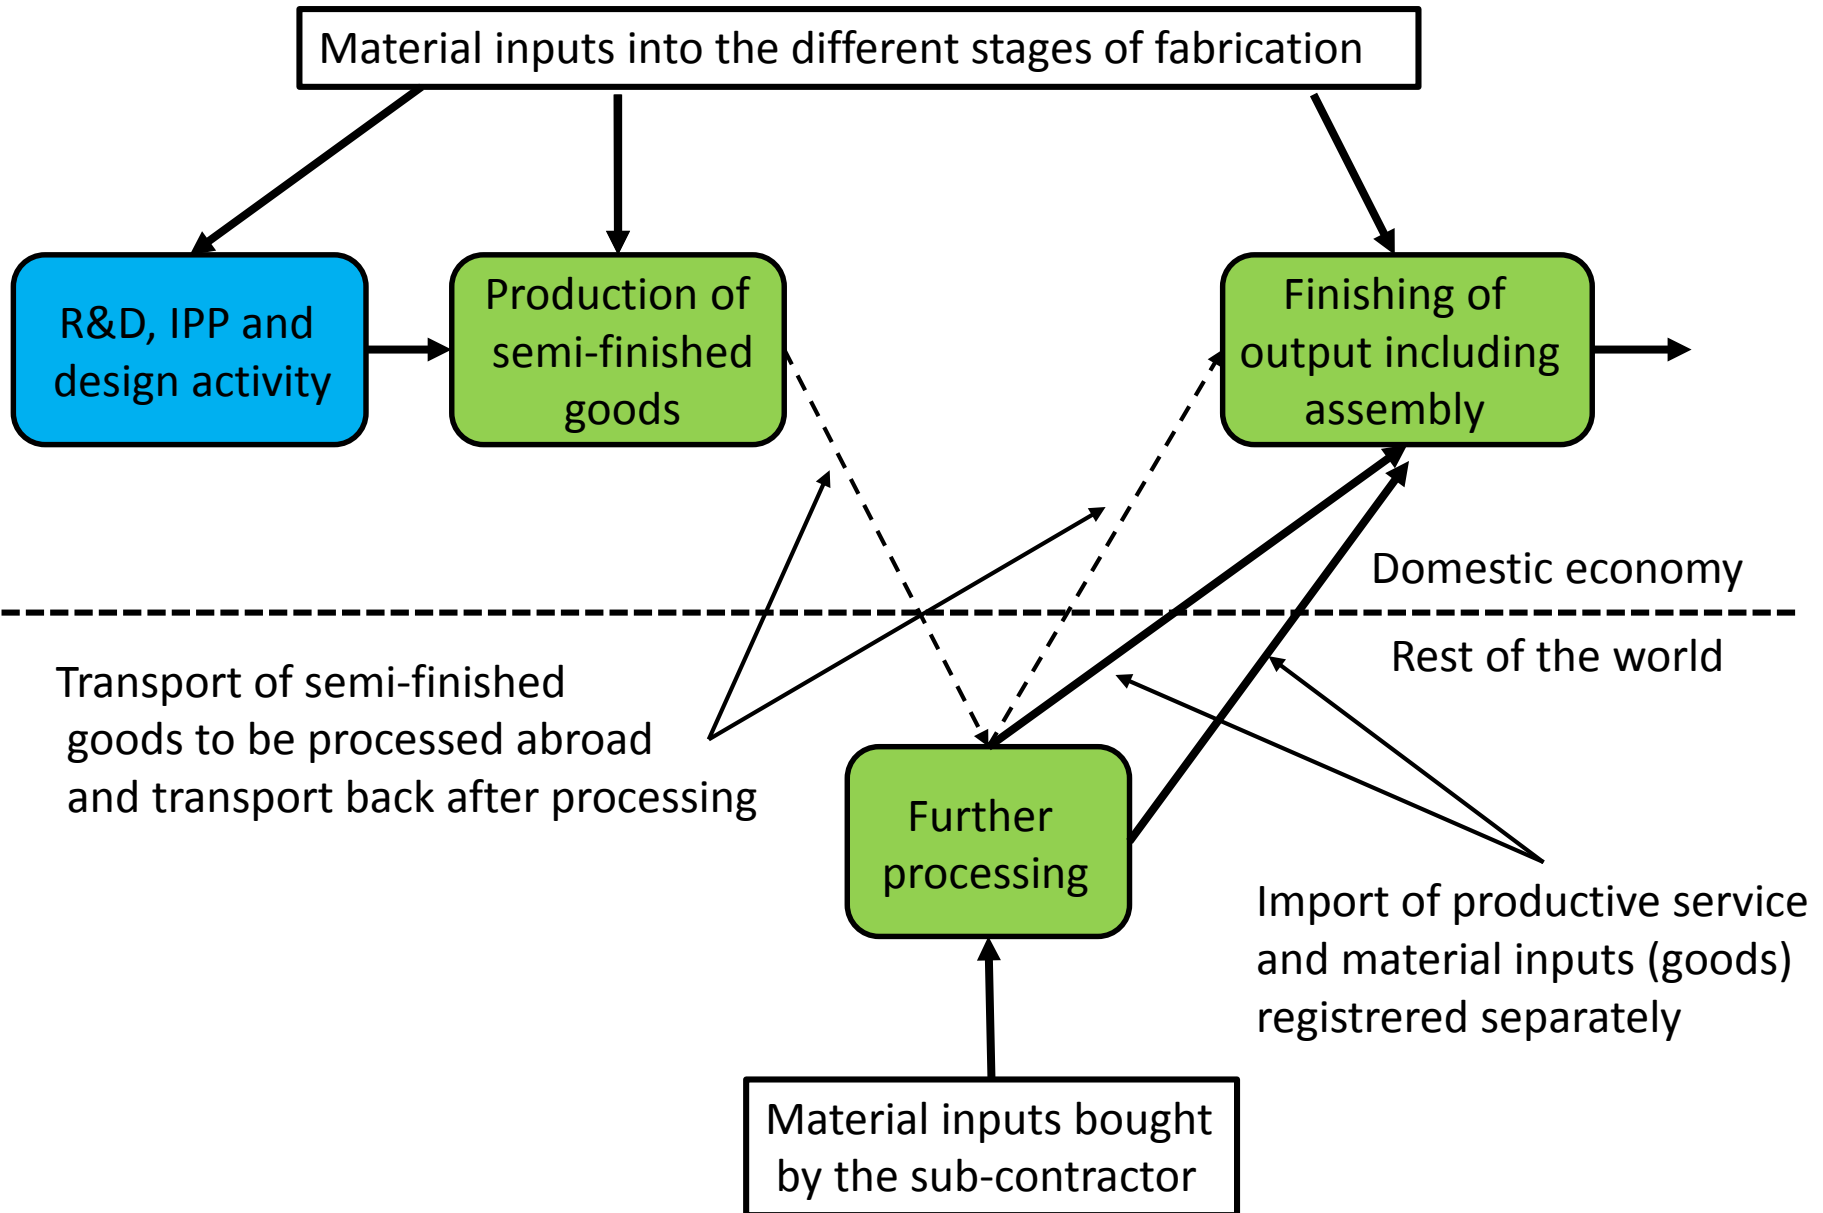 Material inputs into the different stages of fabrication
R&D, IPP and
design activity
Production of
semi-finished
goods
Finishing of
output including
assembly
Domestic economy
Rest of the world
Transport of semi-finished
goods to be processed abroad
and transport back after processing
Further
processing
Import of productive service
and material inputs (goods)
registrered separately
Material inputs bought
by the sub-contractor